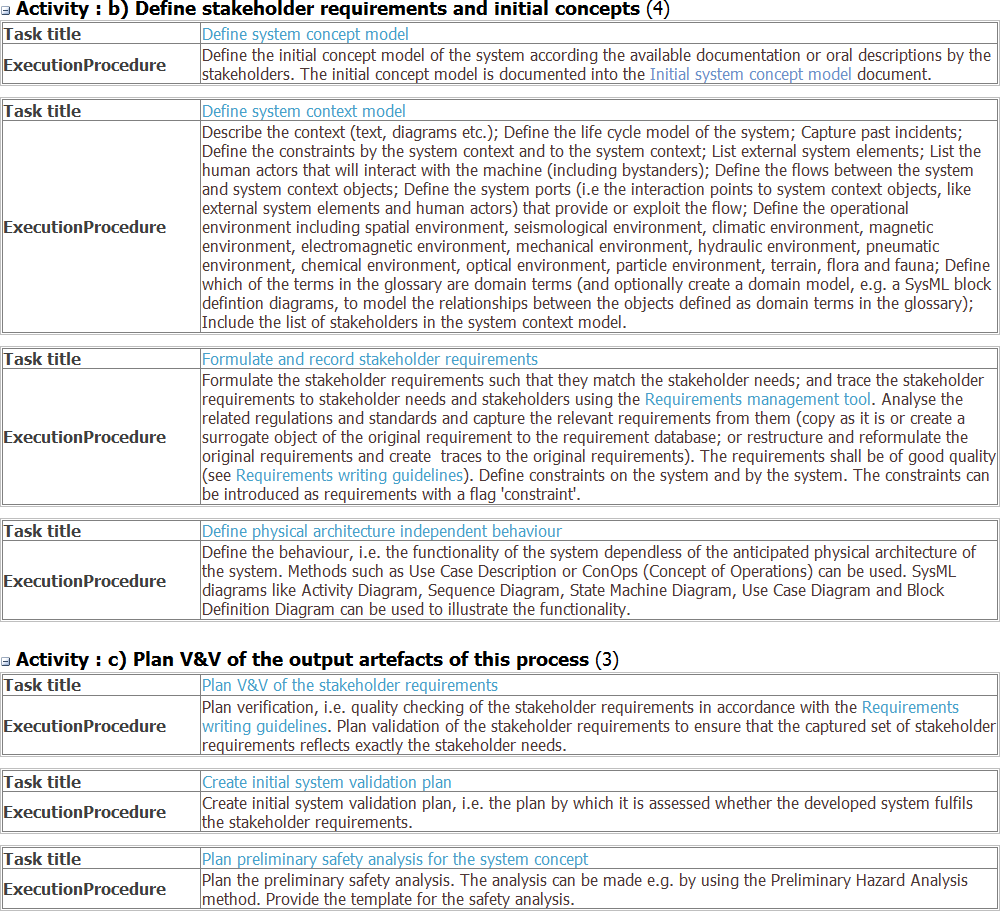 Activity : b) Define stakeholder requirements and initial concepts (4)
Task title Define system concept model
ExecutionProcedure Define the initial concept model of the system according the available documentation or oral descriptions by the
stakeholders. The initial concept model is documented into the Initial system concept model document.
Task title Define system context model
ExecutionProcedure Describe the context (text, diagrams etc.); Define the life cycle model of the system; Capture past incidents;
Define the constraints by the system context and to the system context; List external system elements; List the
human actors that will interact with the machine (including bystanders); Define the flows between the system
and system context objects; Define the system ports (i.e the interaction points to system context objects, like
external system elements and human actors) that provide or exploit the flow; Define the operational
environment including spatial environment, seismological environment, climatic environment, magnetic
environment, electromagnetic environment, mechanical environment, hydraulic environment, pneumatic
environment, chemical environment, optical environment, particle environment, terrain, flora and fauna; Define
which of the terms in the glossary are domain terms (and optionally create a domain model, e.g. a SysML block
defintion diagrams, to model the relationships between the objects defined as domain terms in the glossary);
Include the list of stakeholders in the system context model.
Task title Formulate and record stakeholder requirements
ExecutionProcedure Formulate the stakeholder requirements such that they match the stakeholder needs; and trace the stakeholder
requirements to stakeholder needs and stakeholders using the Requirements management tool. Analyse the
related regulations and standards and capture the relevant requirements from them (copy as it is or create a
surrogate object of the original requirement to the requirement database; or restructure and reformulate the
original requirements and create traces to the original requirements). The requirements shall be of good quality
(see Requirements writing guidelines). Define constraints on the system and by the system. The constraints can
be introduced as requirements with a flag 'constraint'.
Task title Define physical architecture independent behaviour
ExecutionProcedure Define the behaviour, i.e. the functionality of the system dependless of the anticipated physical architecture of
the system. Methods such as Use Case Description or ConOps (Concept of Operations) can be used. SysML
diagrams like Activity Diagram, Sequence Diagram, State Machine Diagram, Use Case Diagram and Block
Definition Diagram can be used to illustrate the functionality.
Activity : c) Plan V&V of the output artefacts of this process (3)
Task title Plan V&V of the stakeholder requirements
ExecutionProcedure Plan verification, i.e. quality checking of the stakeholder requirements in accordance with the Requirements
writing guidelines. Plan validation of the stakeholder requirements to ensure that the captured set of stakeholder
requirements reflects exactly the stakeholder needs.
Task title Create initial system validation plan
ExecutionProcedure Create initial system validation plan, i.e. the plan by which it is assessed whether the developed system fulfils
the stakeholder requirements.
Task title Plan preliminary safety analysis for the system concept
ExecutionProcedure Plan the preliminary safety analysis. The analysis can be made e.g. by using the Preliminary Hazard Analysis
method. Provide the template for the safety analysis.